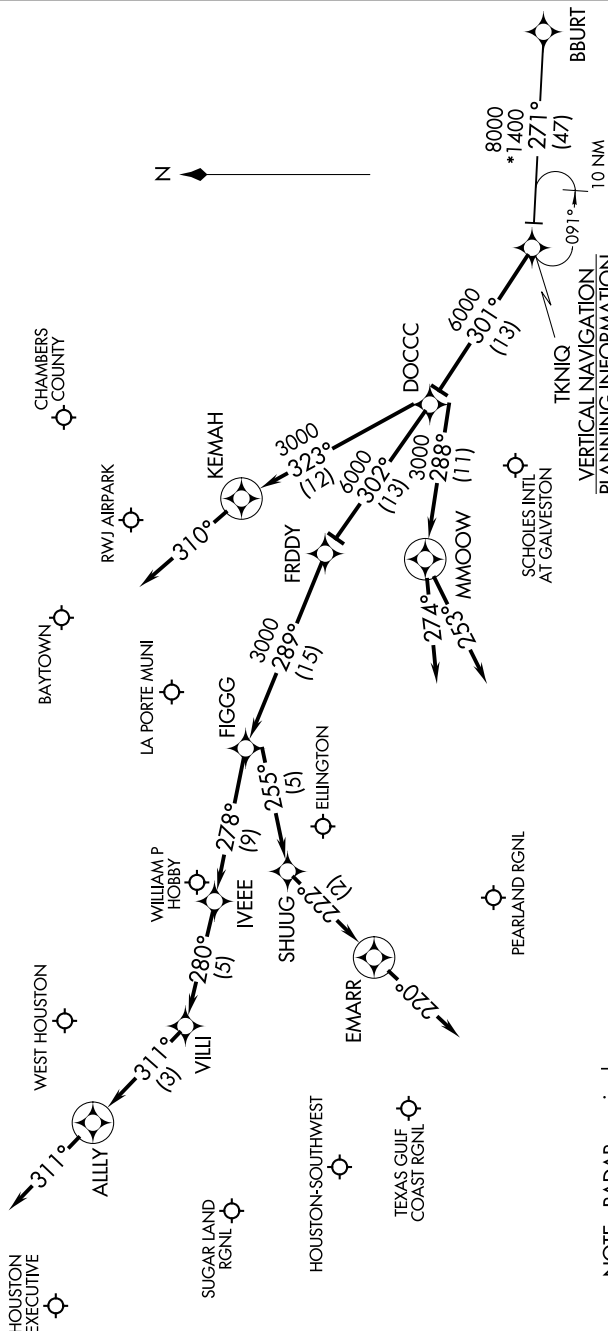 BBURT
8000
*1400
271°
(47)
10 NM
091°
TKNIQ
VERTICAL NAVIGATION
PLANNING INFORMATION
6000
301°
(13)
DOCCC
N
CHAMBERS
COUNTY
KEMAH
3000
323°
(12)
310°
RWJ AIRPARK
6000
302°
(13)
3000
288°
(11)
MMOOW
274°
253°
SCHOLES INTL
AT GALVESTON
FRDDY
BAYTOWN
LA PORTE MUNI
3000
289°
(15)
FIGGG
278°
(9)
255°
(5)
ELLINGTON
WILLIAM P
HOBBY
IVEEE
SHUUG
222°
(2)
PEARLAND RGNL
280°
(5)
EMARR
220°
WEST HOUSTON
VILLI
311°
(3)
ALLLY
311°
HOUSTON-SOUTHWEST
TEXAS GULF
COAST RGNL
SUGAR LAND
RGNL
HOUSTON
EXECUTIVE
NOTE: RADAR